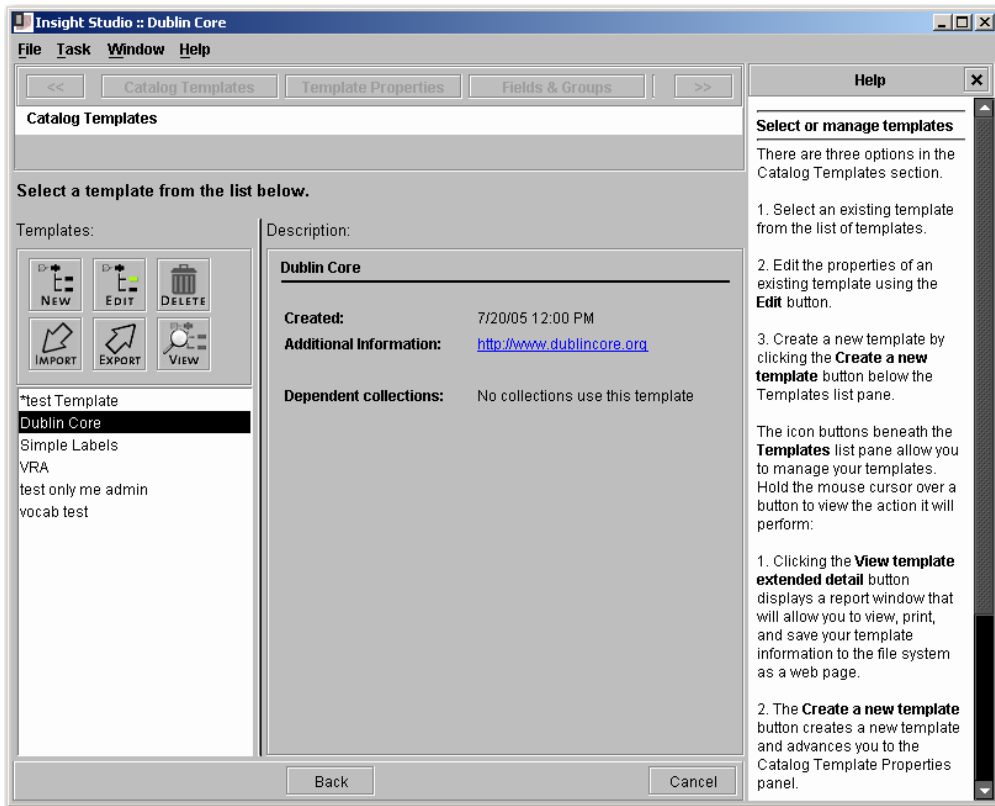 Insight Studio :: Dublin Core
File Task Window Help
<< Catalog Templates Template Properties Fields & Groups >>
Catalog Templates
Select a template from the list below.
Templates:
NEW EDIT DELETE
IMPORT EXPORT VIEW
*test Template
Dublin Core
Simple Labels
VRA
test only me admin
vocab test
Description:
Dublin Core
Created: 7/20/05 12:00 PM
Additional Information: http://www.dublincore.org
Dependent collections: No collections use this template
Back Cancel
Help
Select or manage templates
There are three options in the
Catalog Templates section.
1. Select an existing template
from the list of templates.
2. Edit the properties of an
existing template using the
Edit button.
3. Create a new template by
clicking the Create a new
template button below the
Templates list pane.
The icon buttons beneath the
Templates list pane allow you
to manage your templates.
Hold the mouse cursor over a
button to view the action it will
perform:
1. Clicking the View template
extended detail button
displays a report window that
will allow you to view, print,
and save your template
information to the file system
as a web page.
2. The Create a new template
button creates a new template
and advances you to the
Catalog Template Properties
panel.